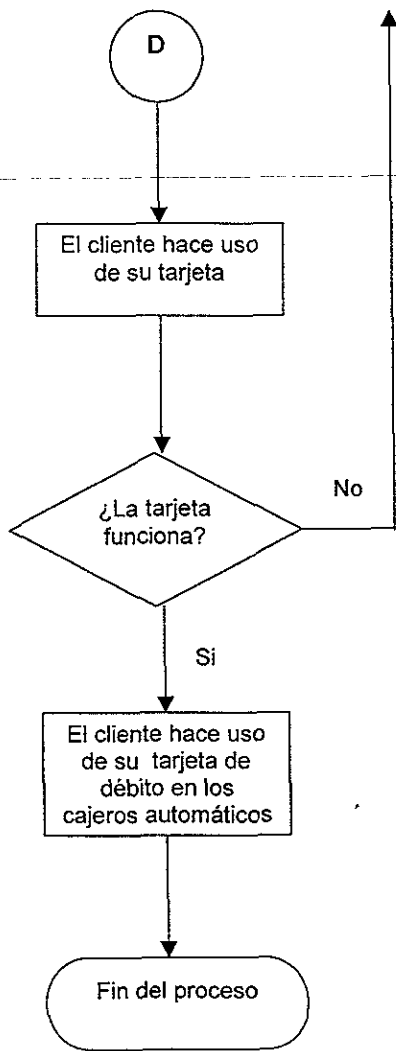 D
El cliente hace uso
de su tarjeta
¿La tarjeta
funciona?
No
Si
El cliente hace uso
de su tarjeta de
débito en los
cajeros automáticos
Fin del proceso